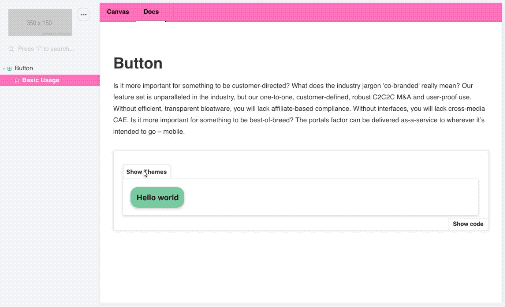 350 x 150
...
Press "/" to search...
Button
Basic Usage
Canvas
Docs
Button
Is it more important for something to be customer-directed? What does the industry jargon 'co-branded' really mean? Our
feature set is unparalleled in the industry, but our one-to-one, customer-defined, robust C2C2C M&A and user-proof use.
Without efficient, transparent bloatware, you will lack affiliate-based compliance. Without interfaces, you will lack cross-media
CAE. Is it more important for something to be best-of-breed? The portals factor can be delivered as-a-service to wherever it's
intended to go – mobile.
Show themes
Hello world
Show code